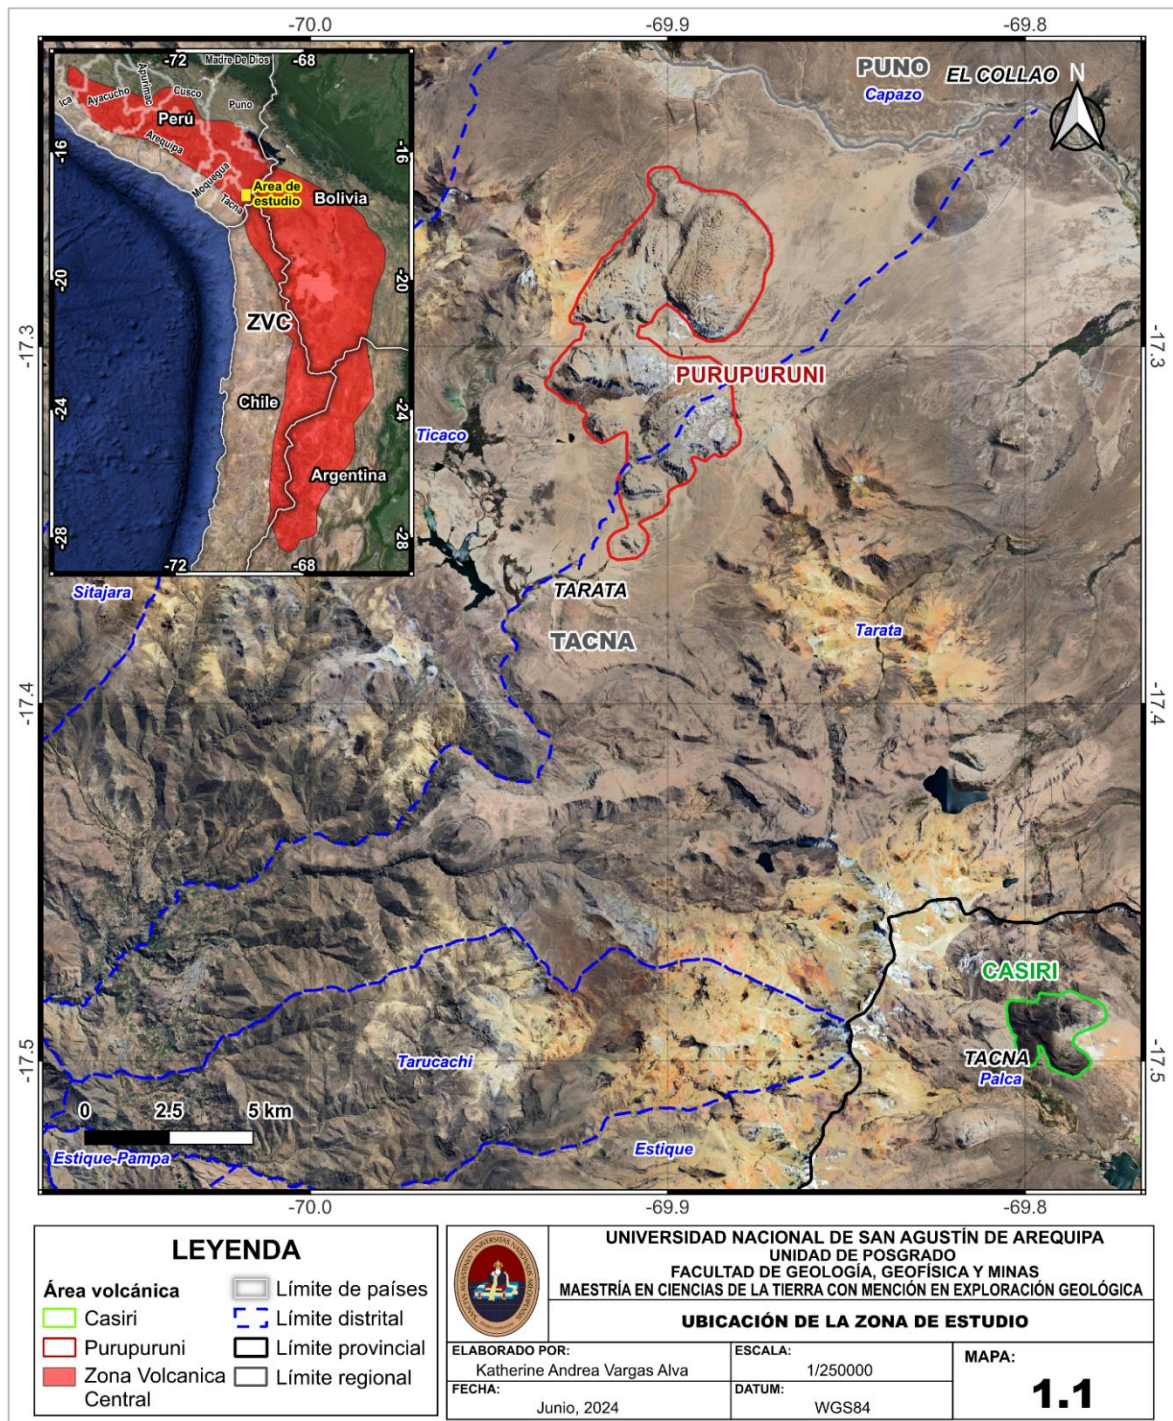 -70.0
-69.9
-69.8
-72
-68
Madre De Dios
Apurímac
Cusco
Ica
Ayacucho
Puno
Perú
Arequipa
-16
-16
Moquegua
Tacna
Área de
estudio
Bolivia
-20
-20
ZVC
Chile
-24
-24
Argentina
-28
-28
-72
-68
PUNO
EL COLLAO
N
Capazo
-17.3
-17.3
PURUPURUNI
Ticaco
Sitajara
TARATA
TACNA
Tarata
-17.4
-17.4
CASIRI
-17.5
-17.5
TACNA
Palca
Tarucachi
0 2.5 5 km
Estique-Pampa
Estique
-70.0
-69.9
-69.8
LEYENDA
Área volcánica
Casiri
Purupuruni
Zona Volcanica
Central
Límite de países
Límite distrital
Límite provincial
Límite regional
UNIVERSIDAD NACIONAL DE SAN AGUSTÍN DE AREQUIPA
UNIDAD DE POSGRADO
FACULTAD DE GEOLOGÍA, GEOFÍSICA Y MINAS
MAESTRÍA EN CIENCIAS DE LA TIERRA CON MENCIÓN EN EXPLORACIÓN GEOLÓGICA
UBICACIÓN DE LA ZONA DE ESTUDIO
ELABORADO POR:
Katherine Andrea Vargas Alva
ESCALA:
1/250000
MAPA:
1.1
FECHA:
Junio, 2024
DATUM:
WGS84